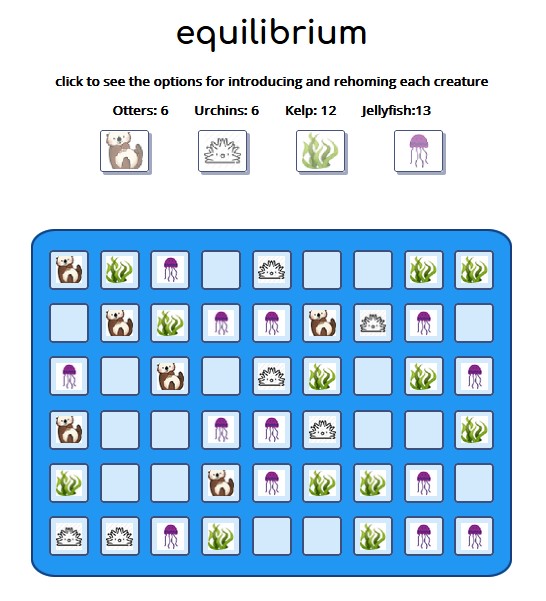 equilibrium
click to see the options for introducing and rehoming each creature
Otters: 6 Urchins: 6 Kelp: 12 Jellyfish:13